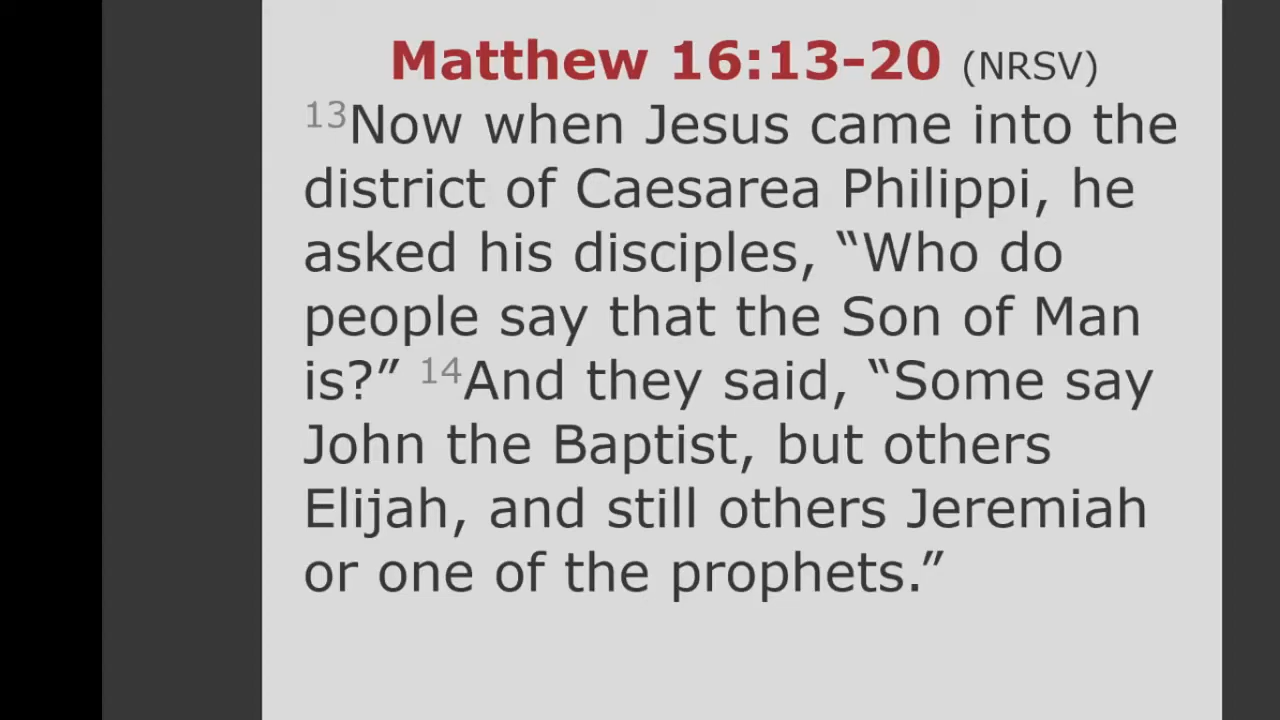 Matthew 16:13-20 (NRSV)
13Now when Jesus came into the
district of Caesarea Philippi, he
asked his disciples, “Who do
people say that the Son of Man
is?” 14And they said, “Some say
John the Baptist, but others
Elijah, and still others Jeremiah
or one of the prophets.”